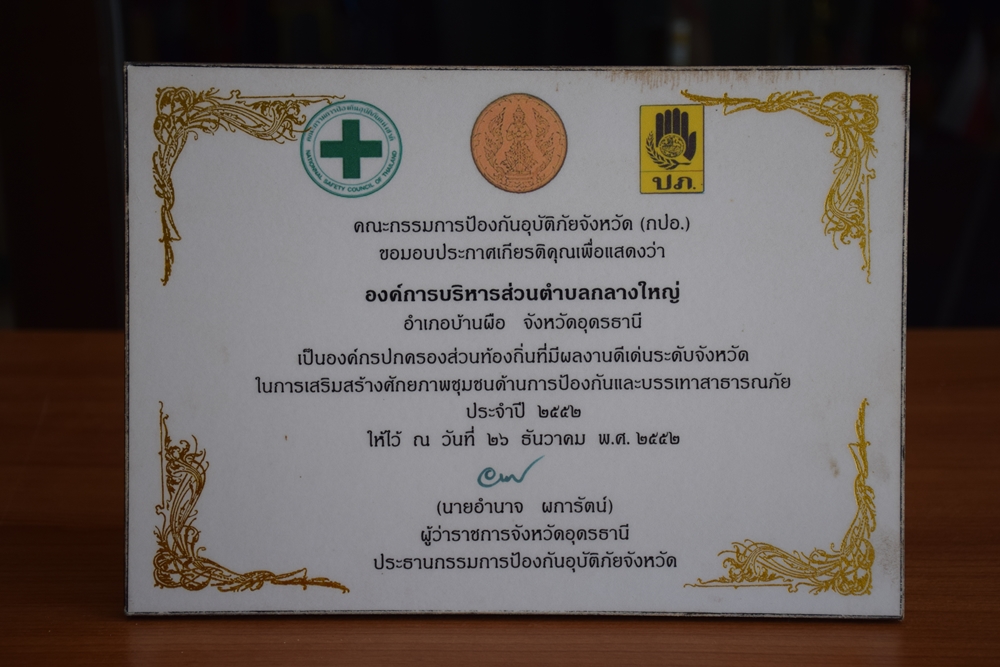 NATIONAL SAFETY COUNCIL OF THAILAND
ปภ.
คณะกรรมการป้องกันอุบัติภัยจังหวัด (กปอ.)
ขอมอบประกาศเกียรติคุณเพื่อแสดงว่า
องค์การบริหารส่วนตำบลกลางใหญ่
อำเภอบ้านผือ จังหวัดอุดรธานี
เป็นองค์กรปกครองส่วนท้องถิ่นที่มีผลงานดีเด่นระดับจังหวัด
ในการเสริมสร้างศักยภาพชุมชนด้านการป้องกันและบรรเทาสาธารณภัย
ประจำปี ๒๕๕๒
ให้ไว้ ณ วันที่ ๒๖ ธันวาคม พ.ศ. ๒๕๕๒
(นายอำนาจ ผการัตน์)
ผู้ว่าราชการจังหวัดอุดรธานี
ประธานกรรมการป้องกันอุบัติภัยจังหวัด